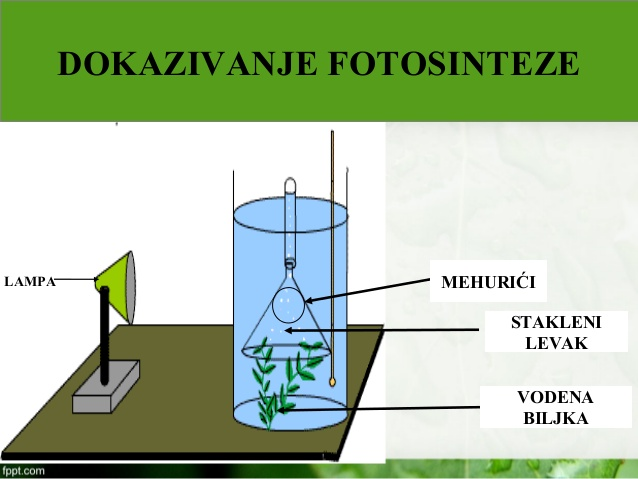 DOKAZIVANJE FOTOSINTEZE
LAMPA
MEHURIĆI
STAKLENI
LEVAK
VODENA
BILJKA
fppt.com